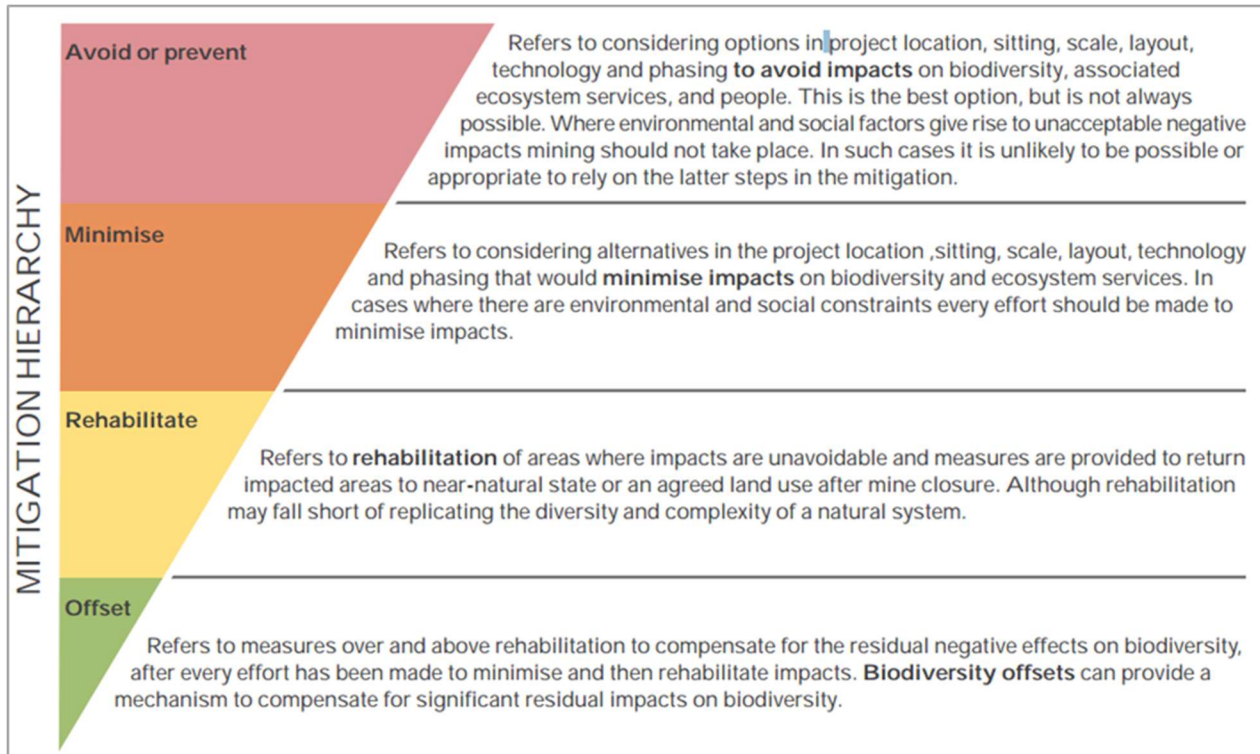 MITIGATION HIERARCHY
Avoid or prevent
Refers to considering options in project location, sitting, scale, layout,
technology and phasing to avoid impacts on biodiversity, associated
ecosystem services, and people. This is the best option, but is not always
possible. Where environmental and social factors give rise to unacceptable negative
impacts mining should not take place. In such cases it is unlikely to be possible or
appropriate to rely on the latter steps in the mitigation.
Minimise
Refers to considering alternatives in the project location ,sitting, scale, layout, technology
and phasing that would minimise impacts on biodiversity and ecosystem services. In
cases where there are environmental and social constraints every effort should be made to
minimise impacts.
Rehabilitate
Refers to rehabilitation of areas where impacts are unavoidable and measures are provided to return
impacted areas to near-natural state or an agreed land use after mine closure. Although rehabilitation
may fall short of replicating the diversity and complexity of a natural system.
Offset
Refers to measures over and above rehabilitation to compensate for the residual negative effects on biodiversity,
after every effort has been made to minimise and then rehabilitate impacts. Biodiversity offsets can provide a
mechanism to compensate for significant residual impacts on biodiversity.